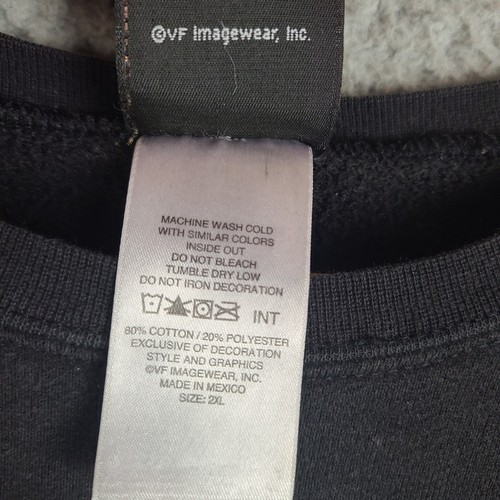 ©VF Imagewear, Inc.
MACHINE WASH COLD
WITH SIMILAR COLORS
INSIDE OUT
DO NOT BLEACH
TUMBLE DRY LOW
DO NOT IRON DECORATION
INT
80% COTTON / 20% POLYESTER
EXCLUSIVE OF DECORATION
STYLE AND GRAPHICS
©VF IMAGEWEAR, INC.
MADE IN MEXICO
SIZE: 2XL